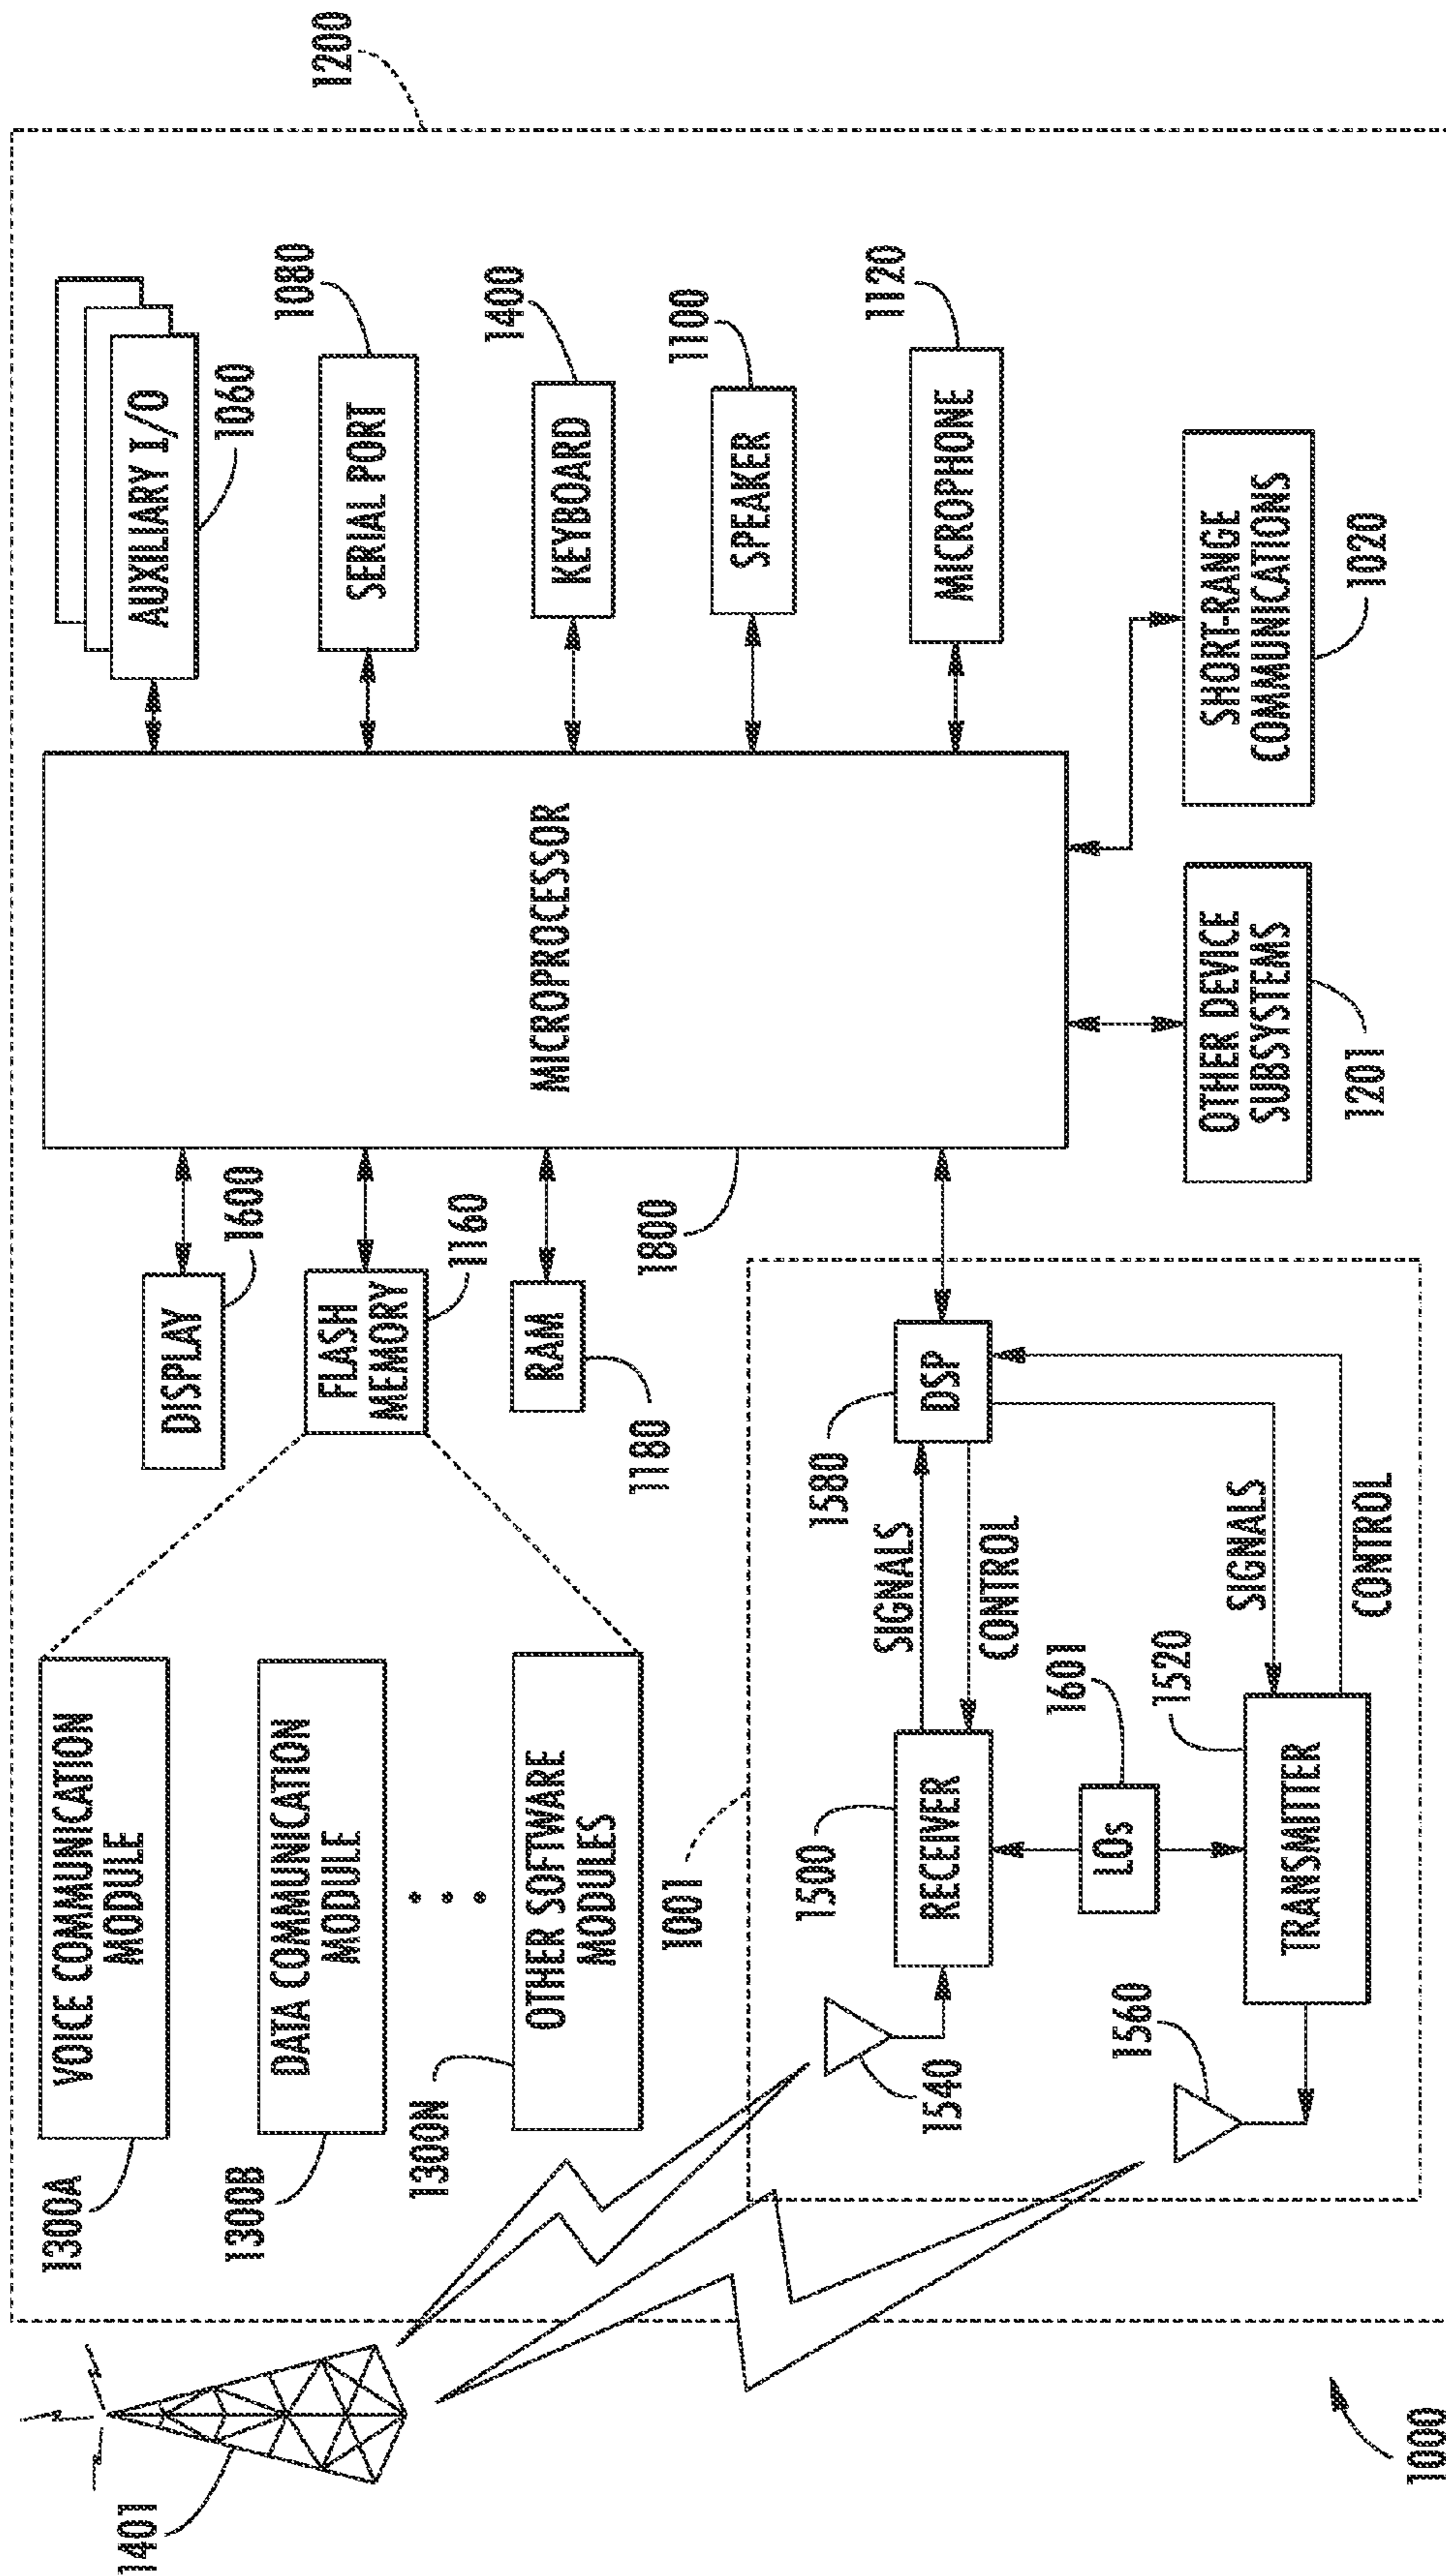 1200
AUXILIARY I/O
1060
SERIAL PORT
1080
KEYBOARD
1400
SPEAKER
1100
MICROPHONE
1120
SHORT-RANGE
COMMUNICATIONS
1020
MICROPROCESSOR
1800
OTHER DEVICE
SUBSYSTEMS
1201
DISPLAY
1600
FLASH
MEMORY
1160
RAM
1180
VOICE COMMUNICATION
MODULE
1300A
DATA COMMUNICATION
MODULE
1300B
OTHER SOFTWARE
MODULES
1300N
1001
DSP
1580
SIGNALS
CONTROL
SIGNALS
CONTROL
RECEIVER
1500
LOs
1601
TRANSMITTER
1520
1540
1560
1401
1000